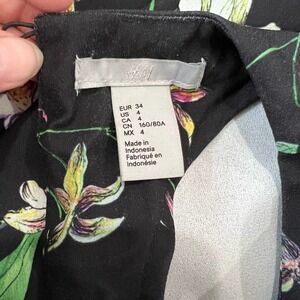 EUR 34
US 4
CA 4
CN 160/80A
MX 4
Made in
Indonesia
Fabriqué en
Indonésie